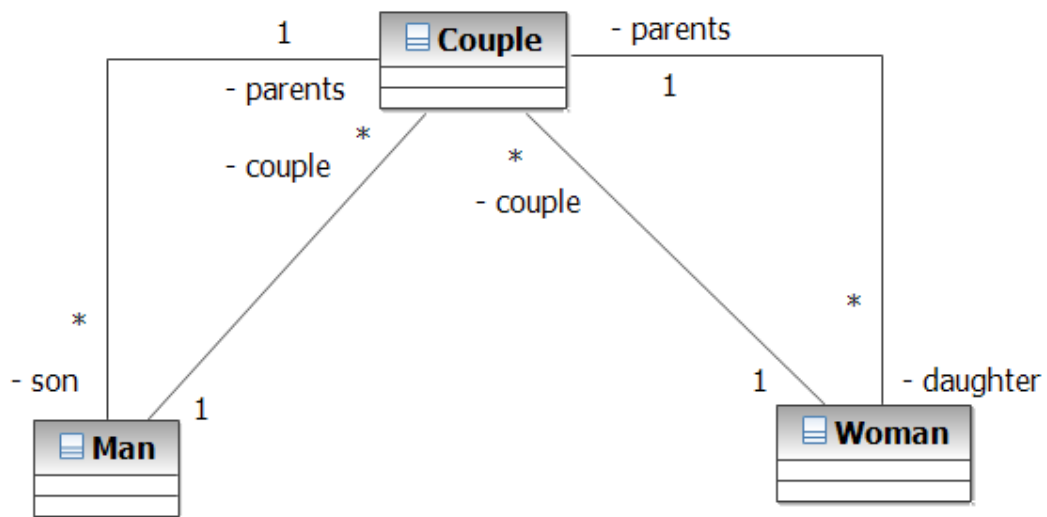 1
Couple
- parents
- parents
1
*
- couple
*
- couple
*
*
- son
1
1
- daughter
Man
Woman